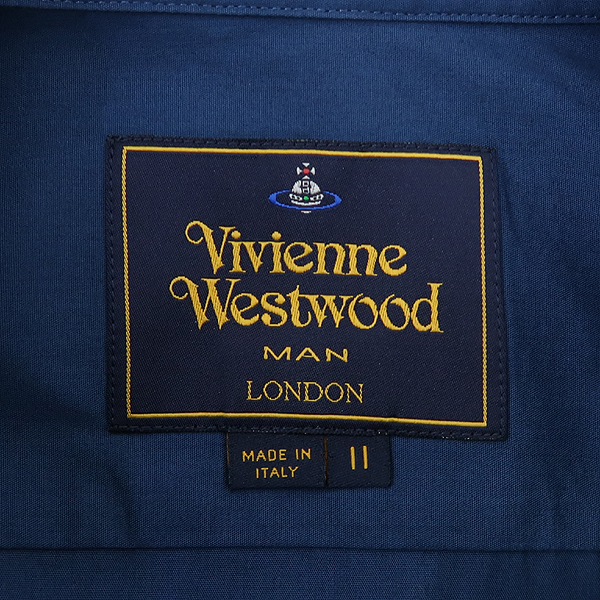 Vivienne
Westwood
MAN
LONDON
MADE IN
ITALY
II